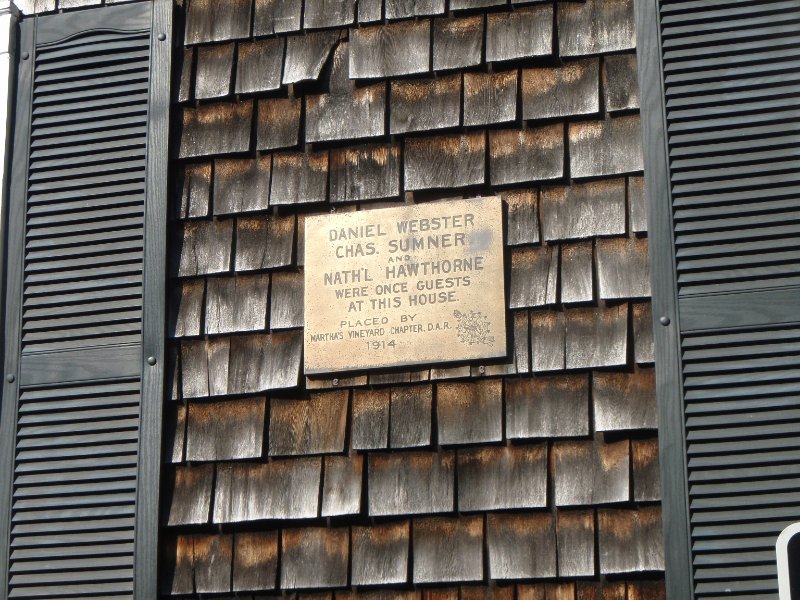 DANIEL WEBSTER
CHAS. SUMNER
AND
NATH'L HAWTHORNE
WERE ONCE GUESTS
AT THIS HOUSE.
PLACED BY
MARTHA'S VINEYARD CHAPTER, D.A.R.
1914